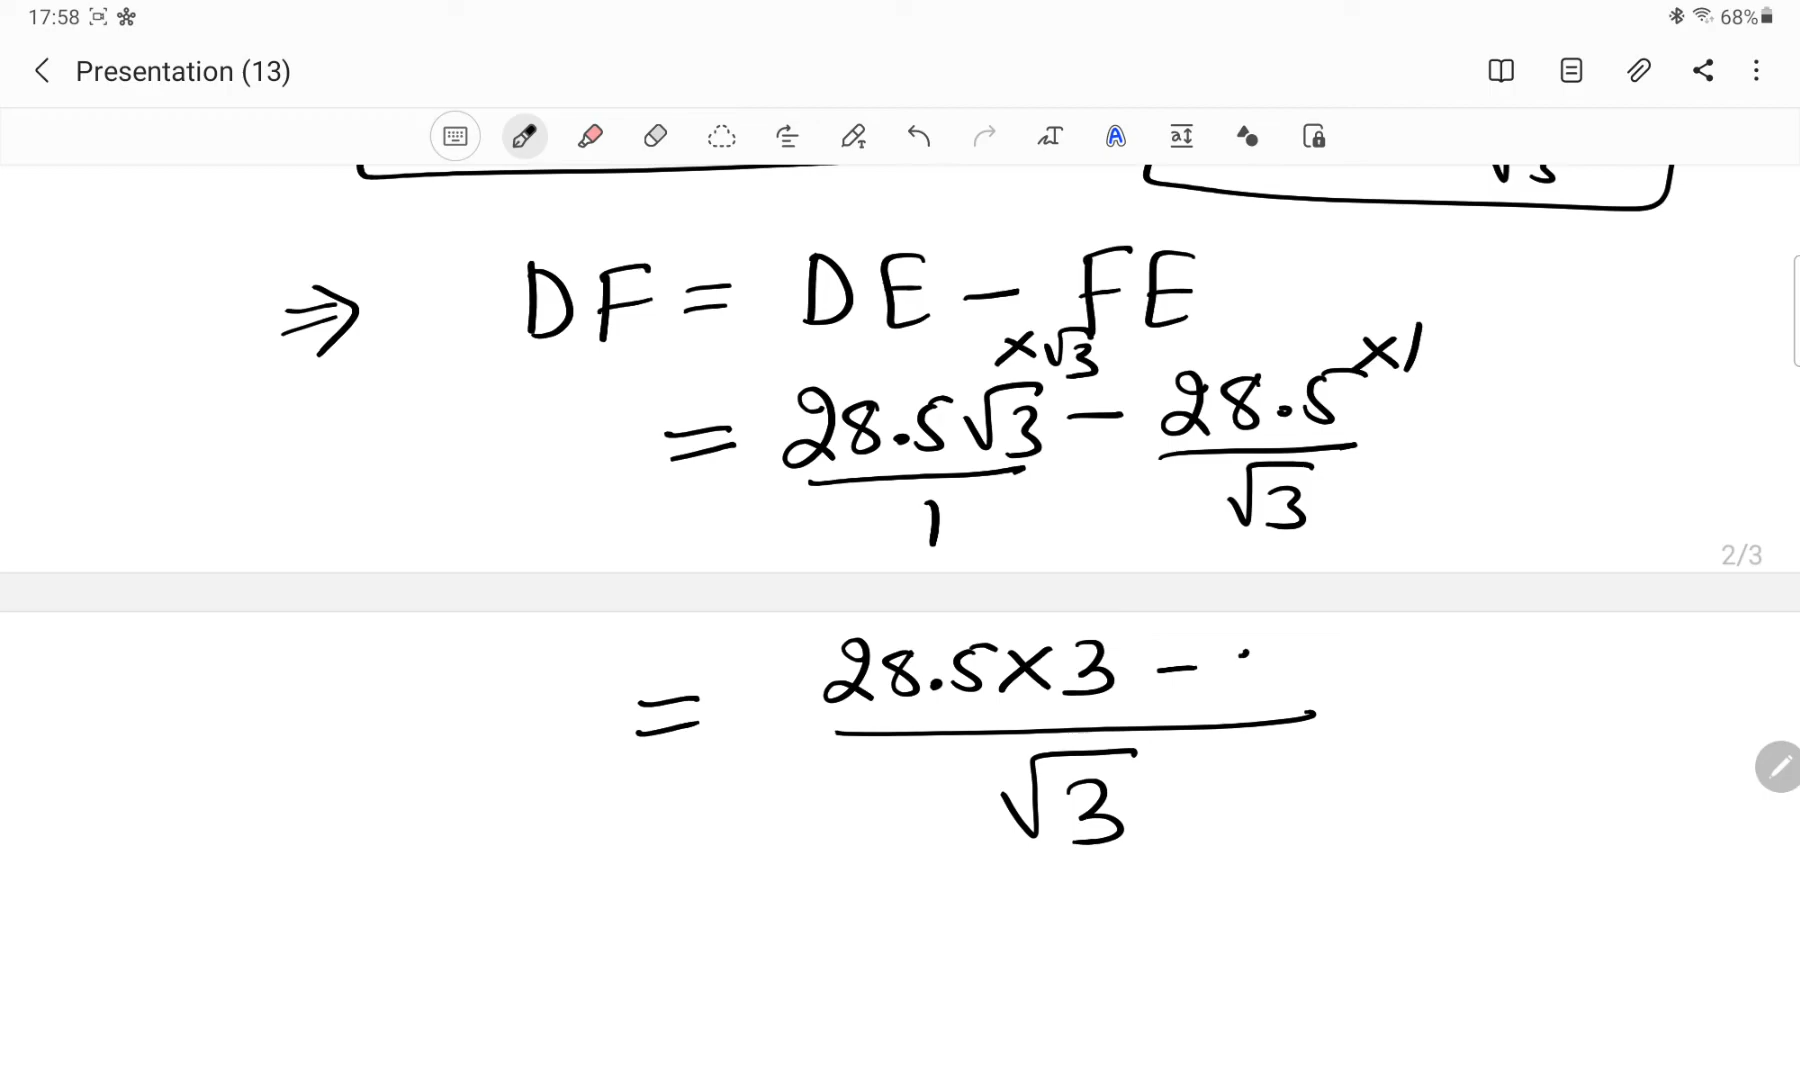 17:58 68%
Presentation (13)
√3
⇒ DF = DE - FE
×√3 ×1
= 28.5√3/1 - 28.5/√3
2/3
= 28.5×3 - /√3